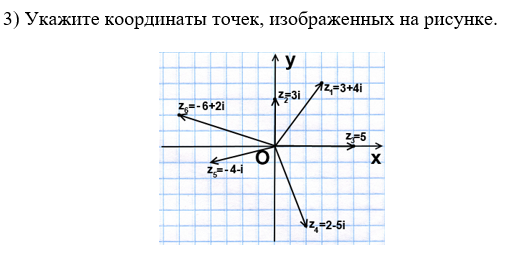 3) Укажите координаты точек, изображенных на рисунке.
y
z₂=3i
z₁=3+4i
z₆=-6+2i
z₃=5
O
x
z₅=-4-i
z₄=2-5i